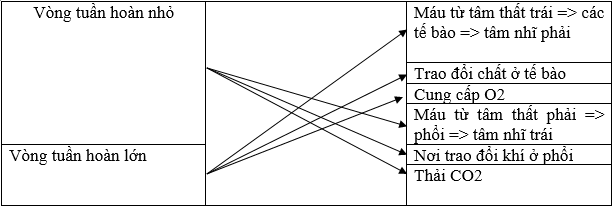 Vòng tuần hoàn nhỏ
Máu từ tâm thất trái => các
tế bào => tâm nhĩ phải
Trao đổi chất ở tế bào
Cung cấp O2
Máu từ tâm thất phải =>
phổi => tâm nhĩ trái
Vòng tuần hoàn lớn
Nơi trao đổi khí ở phổi
Thải CO2